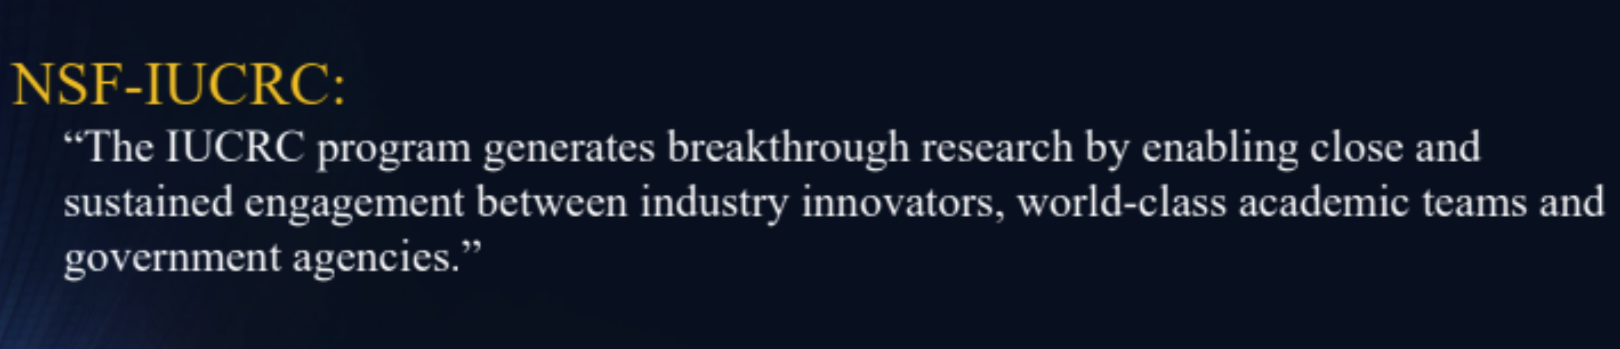 NSF-IUCRC:
“The IUCRC program generates breakthrough research by enabling close and
sustained engagement between industry innovators, world-class academic teams and
government agencies.”